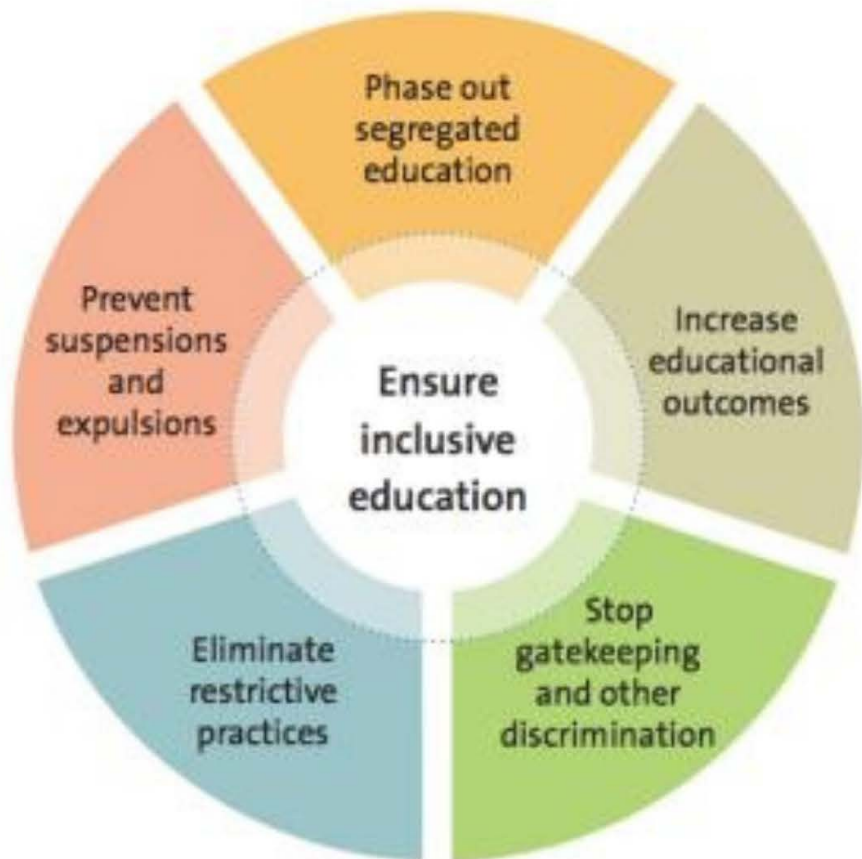 Phase out
segregated
education
Increase
educational
outcomes
Stop
gatekeeping
and other
discrimination
Eliminate
restrictive
practices
Prevent
suspensions
and
expulsions
Ensure
inclusive
education